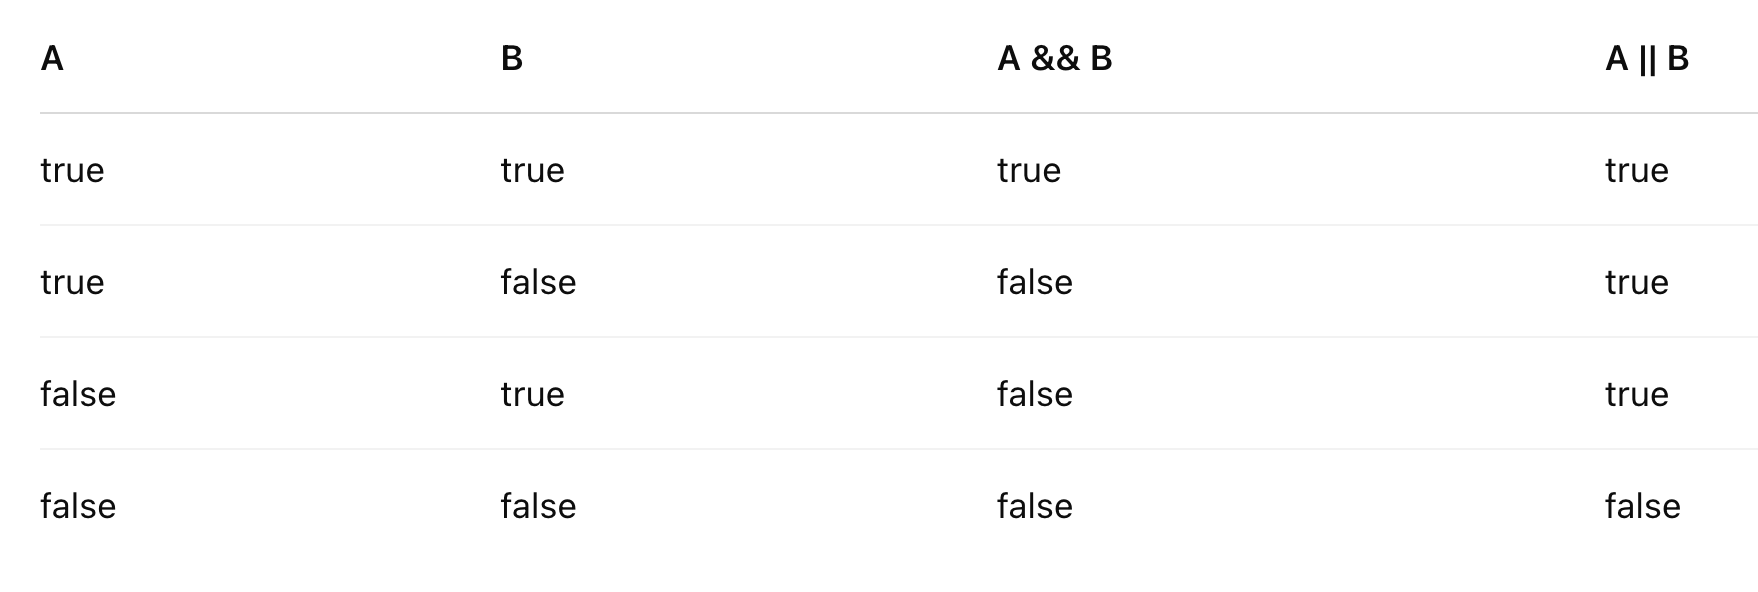 A B A && B A || B
true true true true
true false false true
false true false true
false false false false